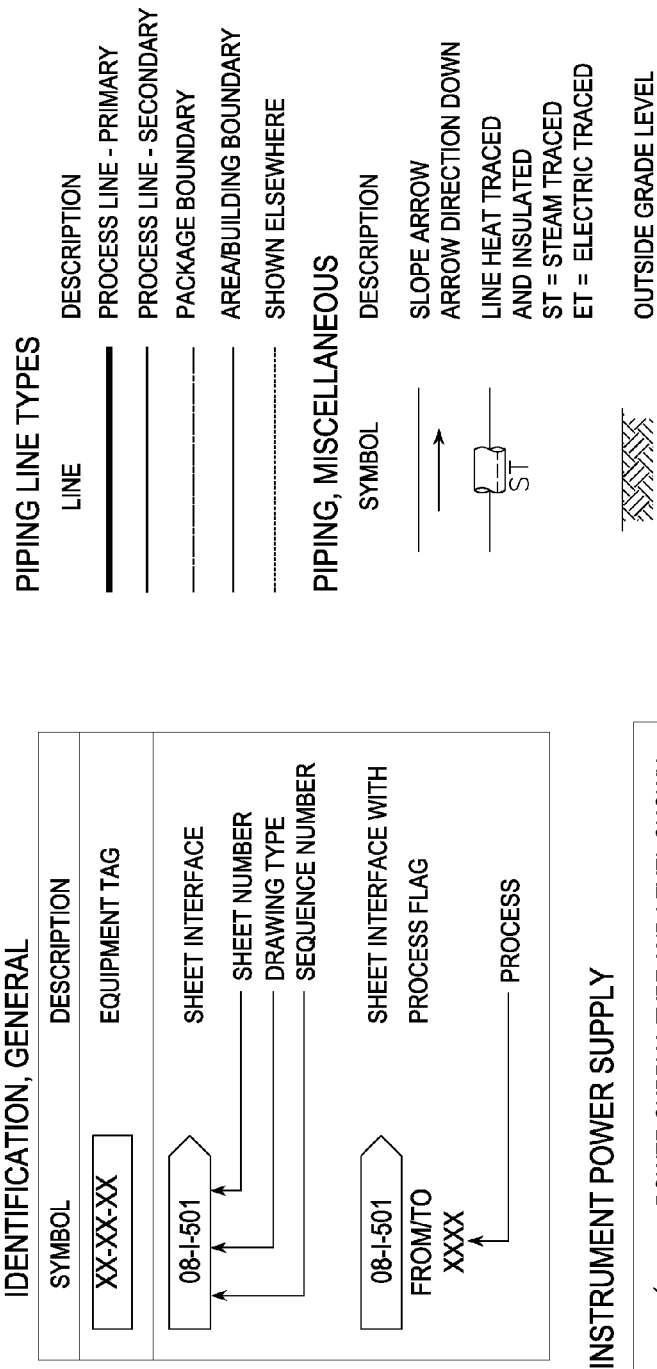 IDENTIFICATION, GENERAL
SYMBOL DESCRIPTION
XX-XX-XX EQUIPMENT TAG
08-I-501 SHEET INTERFACE
SHEET NUMBER
DRAWING TYPE
SEQUENCE NUMBER
08-I-501 SHEET INTERFACE WITH
PROCESS FLAG
FROM/TO
XXXX
PROCESS
INSTRUMENT POWER SUPPLY
PIPING LINE TYPES
LINE DESCRIPTION
PROCESS LINE - PRIMARY
PROCESS LINE - SECONDARY
PACKAGE BOUNDARY
AREA/BUILDING BOUNDARY
SHOWN ELSEWHERE
PIPING, MISCELLANEOUS
SYMBOL DESCRIPTION
SLOPE ARROW
ARROW DIRECTION DOWN
LINE HEAT TRACED
AND INSULATED
ST = STEAM TRACED
ET = ELECTRIC TRACED
ST
OUTSIDE GRADE LEVEL